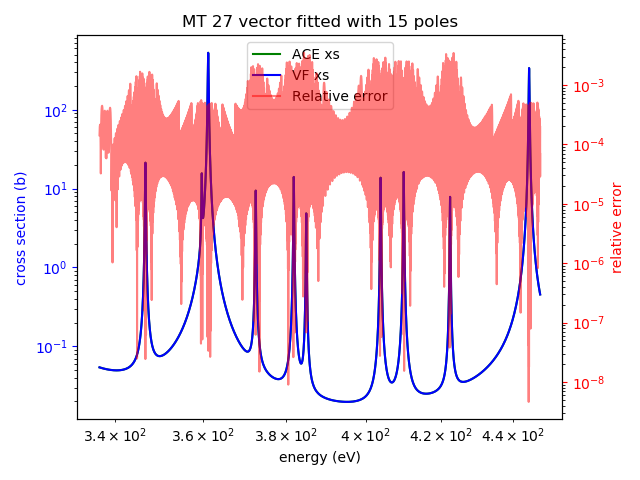 MT 27 vector fitted with 15 poles
ACE xs
VF xs
Relative error
cross section (b)
10²
10¹
10⁰
10⁻¹
relative error
10⁻³
10⁻⁴
10⁻⁵
10⁻⁶
10⁻⁷
10⁻⁸
3.4 × 10² 3.6 × 10² 3.8 × 10² 4 × 10² 4.2 × 10² 4.4 × 10²
energy (eV)